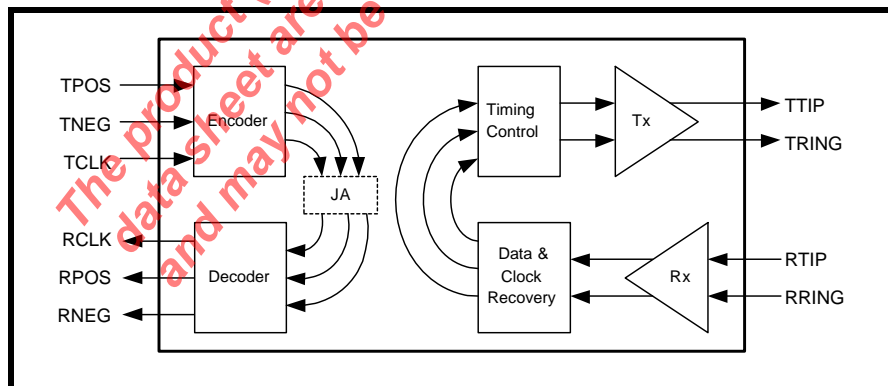 The product
data sheet are
and may not be
TPOS
TNEG
TCLK
Encoder
JA
RCLK
RPOS
RNEG
Decoder
Timing
Control
Tx
TTIP
TRING
Data &
Clock
Recovery
Rx
RTIP
RRING